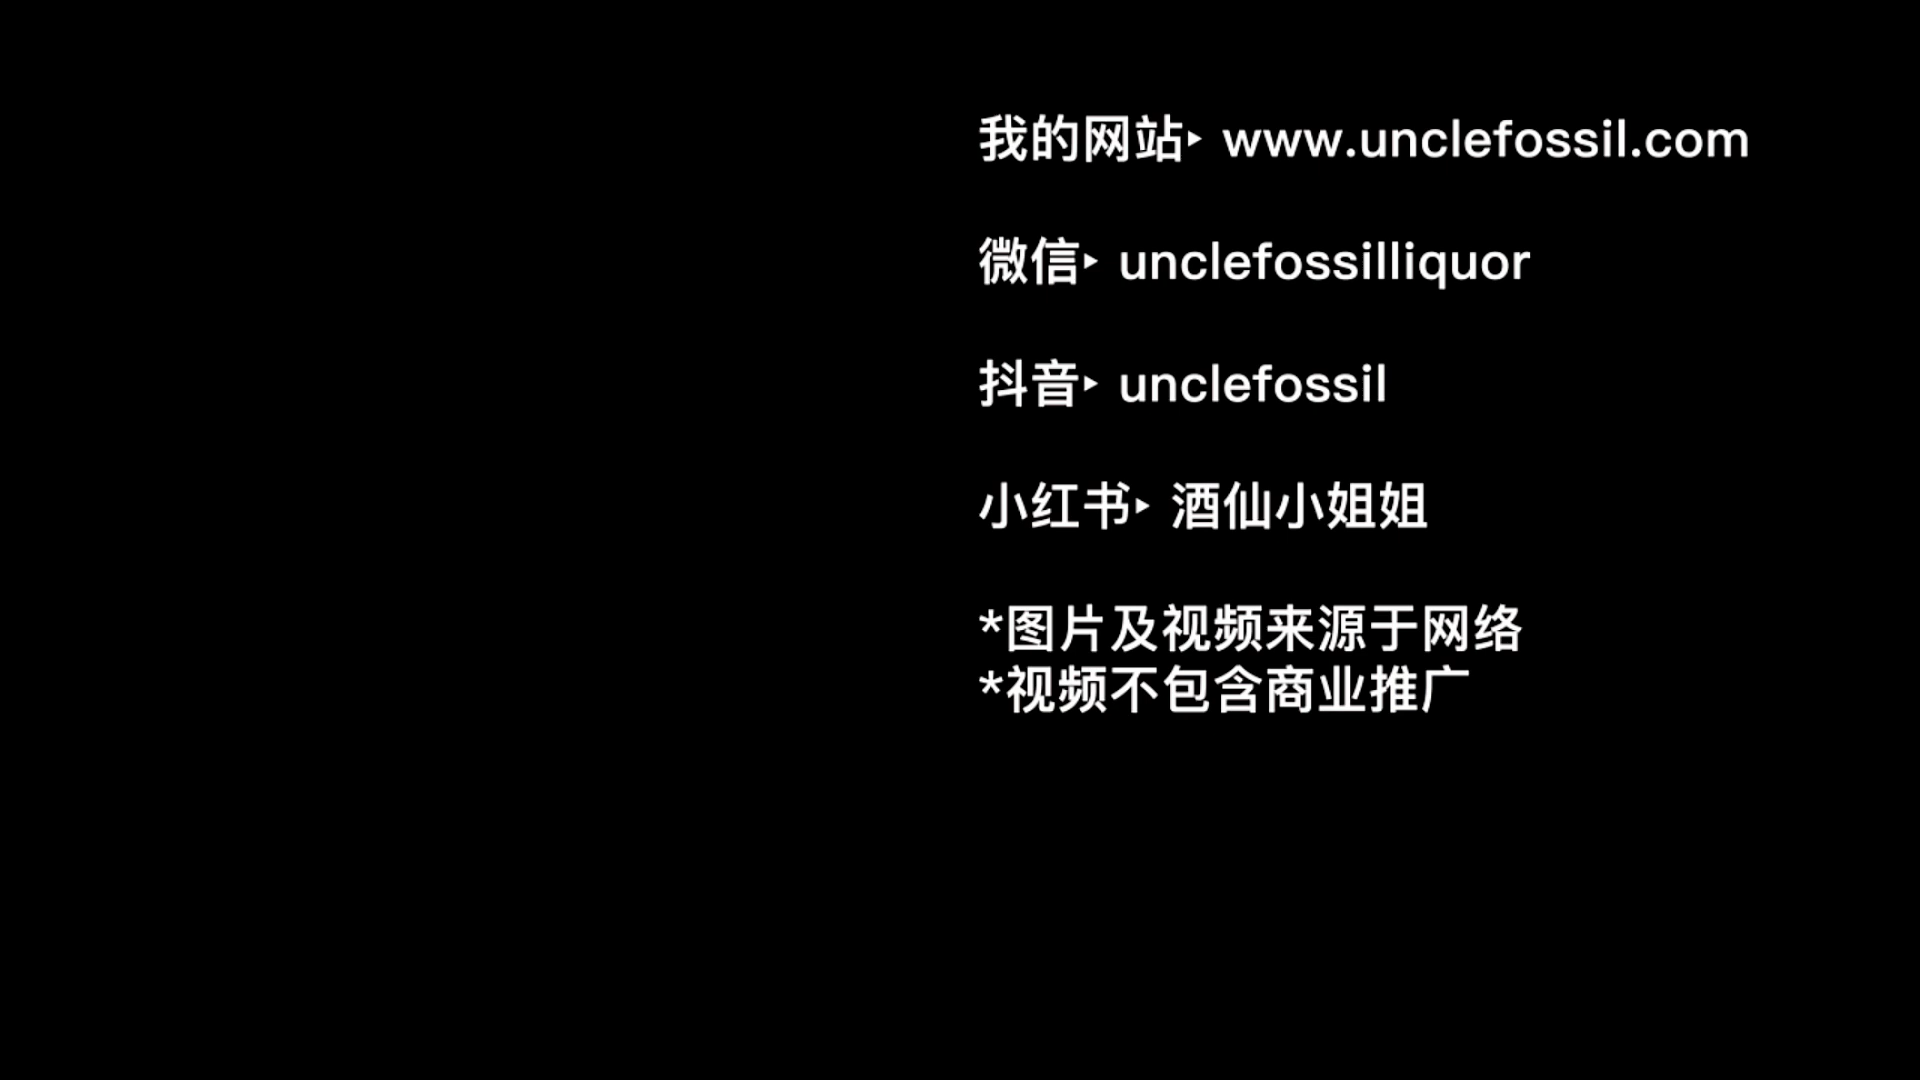 我的网站‣ www.unclefossil.com
微信‣ unclefossilliquor
抖音‣ unclefossil
小红书‣ 酒仙小姐姐
*图片及视频来源于网络
*视频不包含商业推广